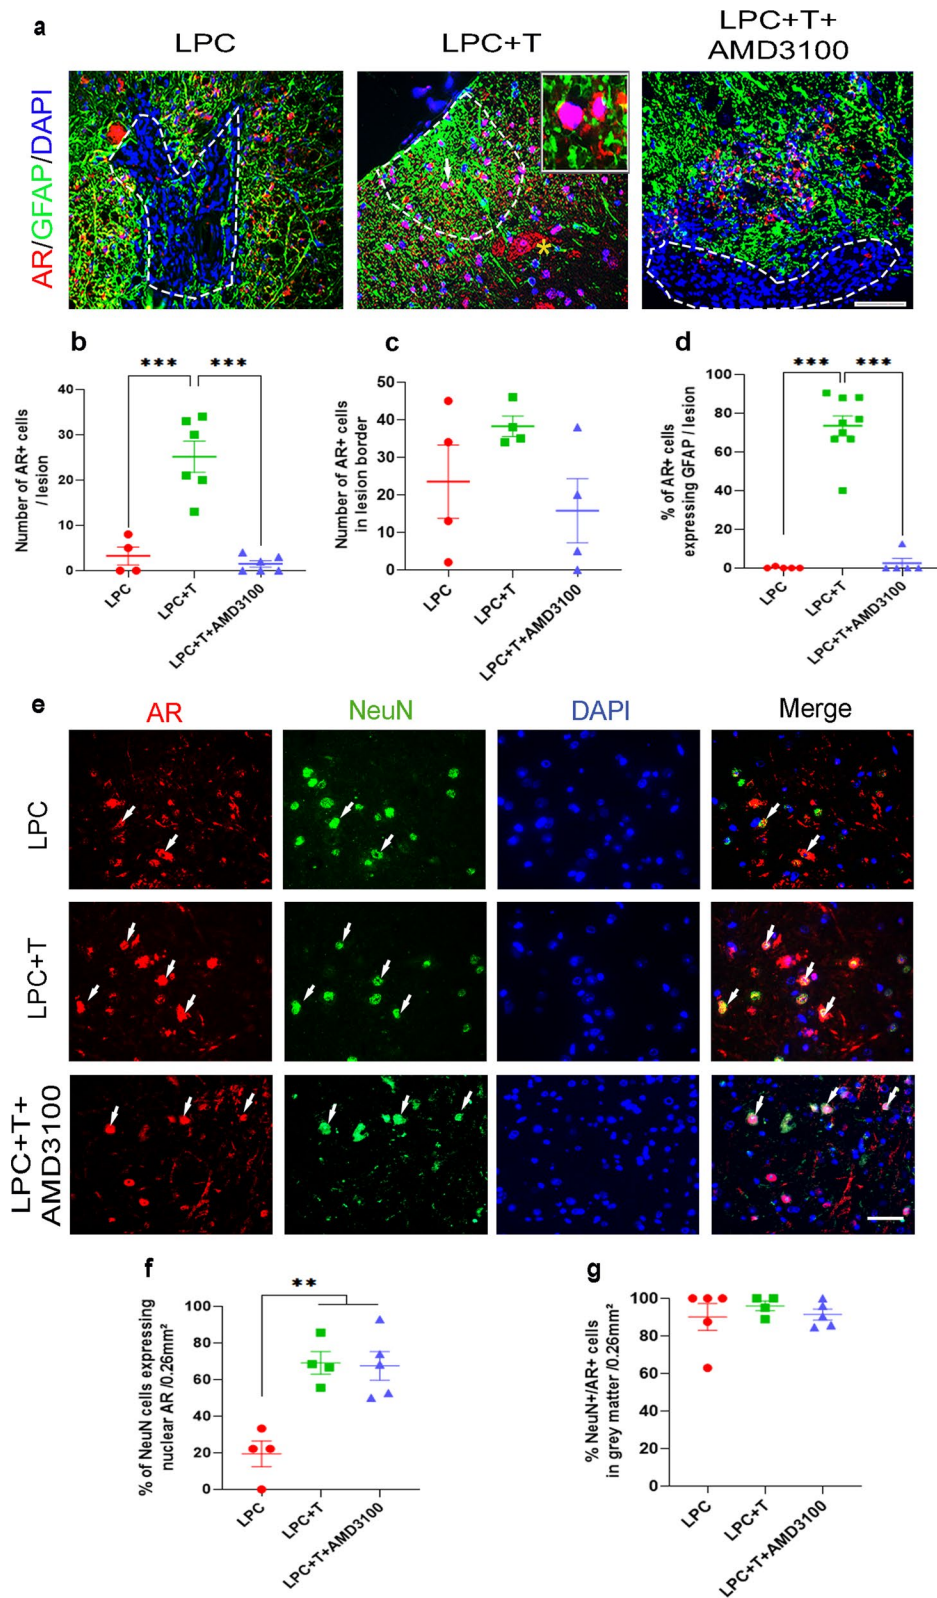 a
LPC
LPC+T
LPC+T+
AMD3100
AR/GFAP/DAPI
*
b
c
d
*** ***
Number of AR+ cells
/ lesion
40
30
20
10
0
LPC
LPC+T
LPC+T+AMD3100
Number of AR+ cells
in lesion border
50
40
30
20
10
0
LPC
LPC+T
LPC+T+AMD3100
*** ***
% of AR+ cells
expressing GFAP / lesion
100
80
60
40
20
0
LPC
LPC+T
LPC+T+AMD3100
e
AR
NeuN
DAPI
Merge
LPC
LPC+T
LPC+T+
AMD3100
f
**
% of NeuN cells expressing
nuclear AR /0.26mm²
100
80
60
40
20
0
LPC
LPC+T
LPC+T+AMD3100
g
% NeuN+/AR+ cells
in grey matter /0.26mm²
100
80
60
40
20
0
LPC
LPC+T
LPC+T+AMD3100